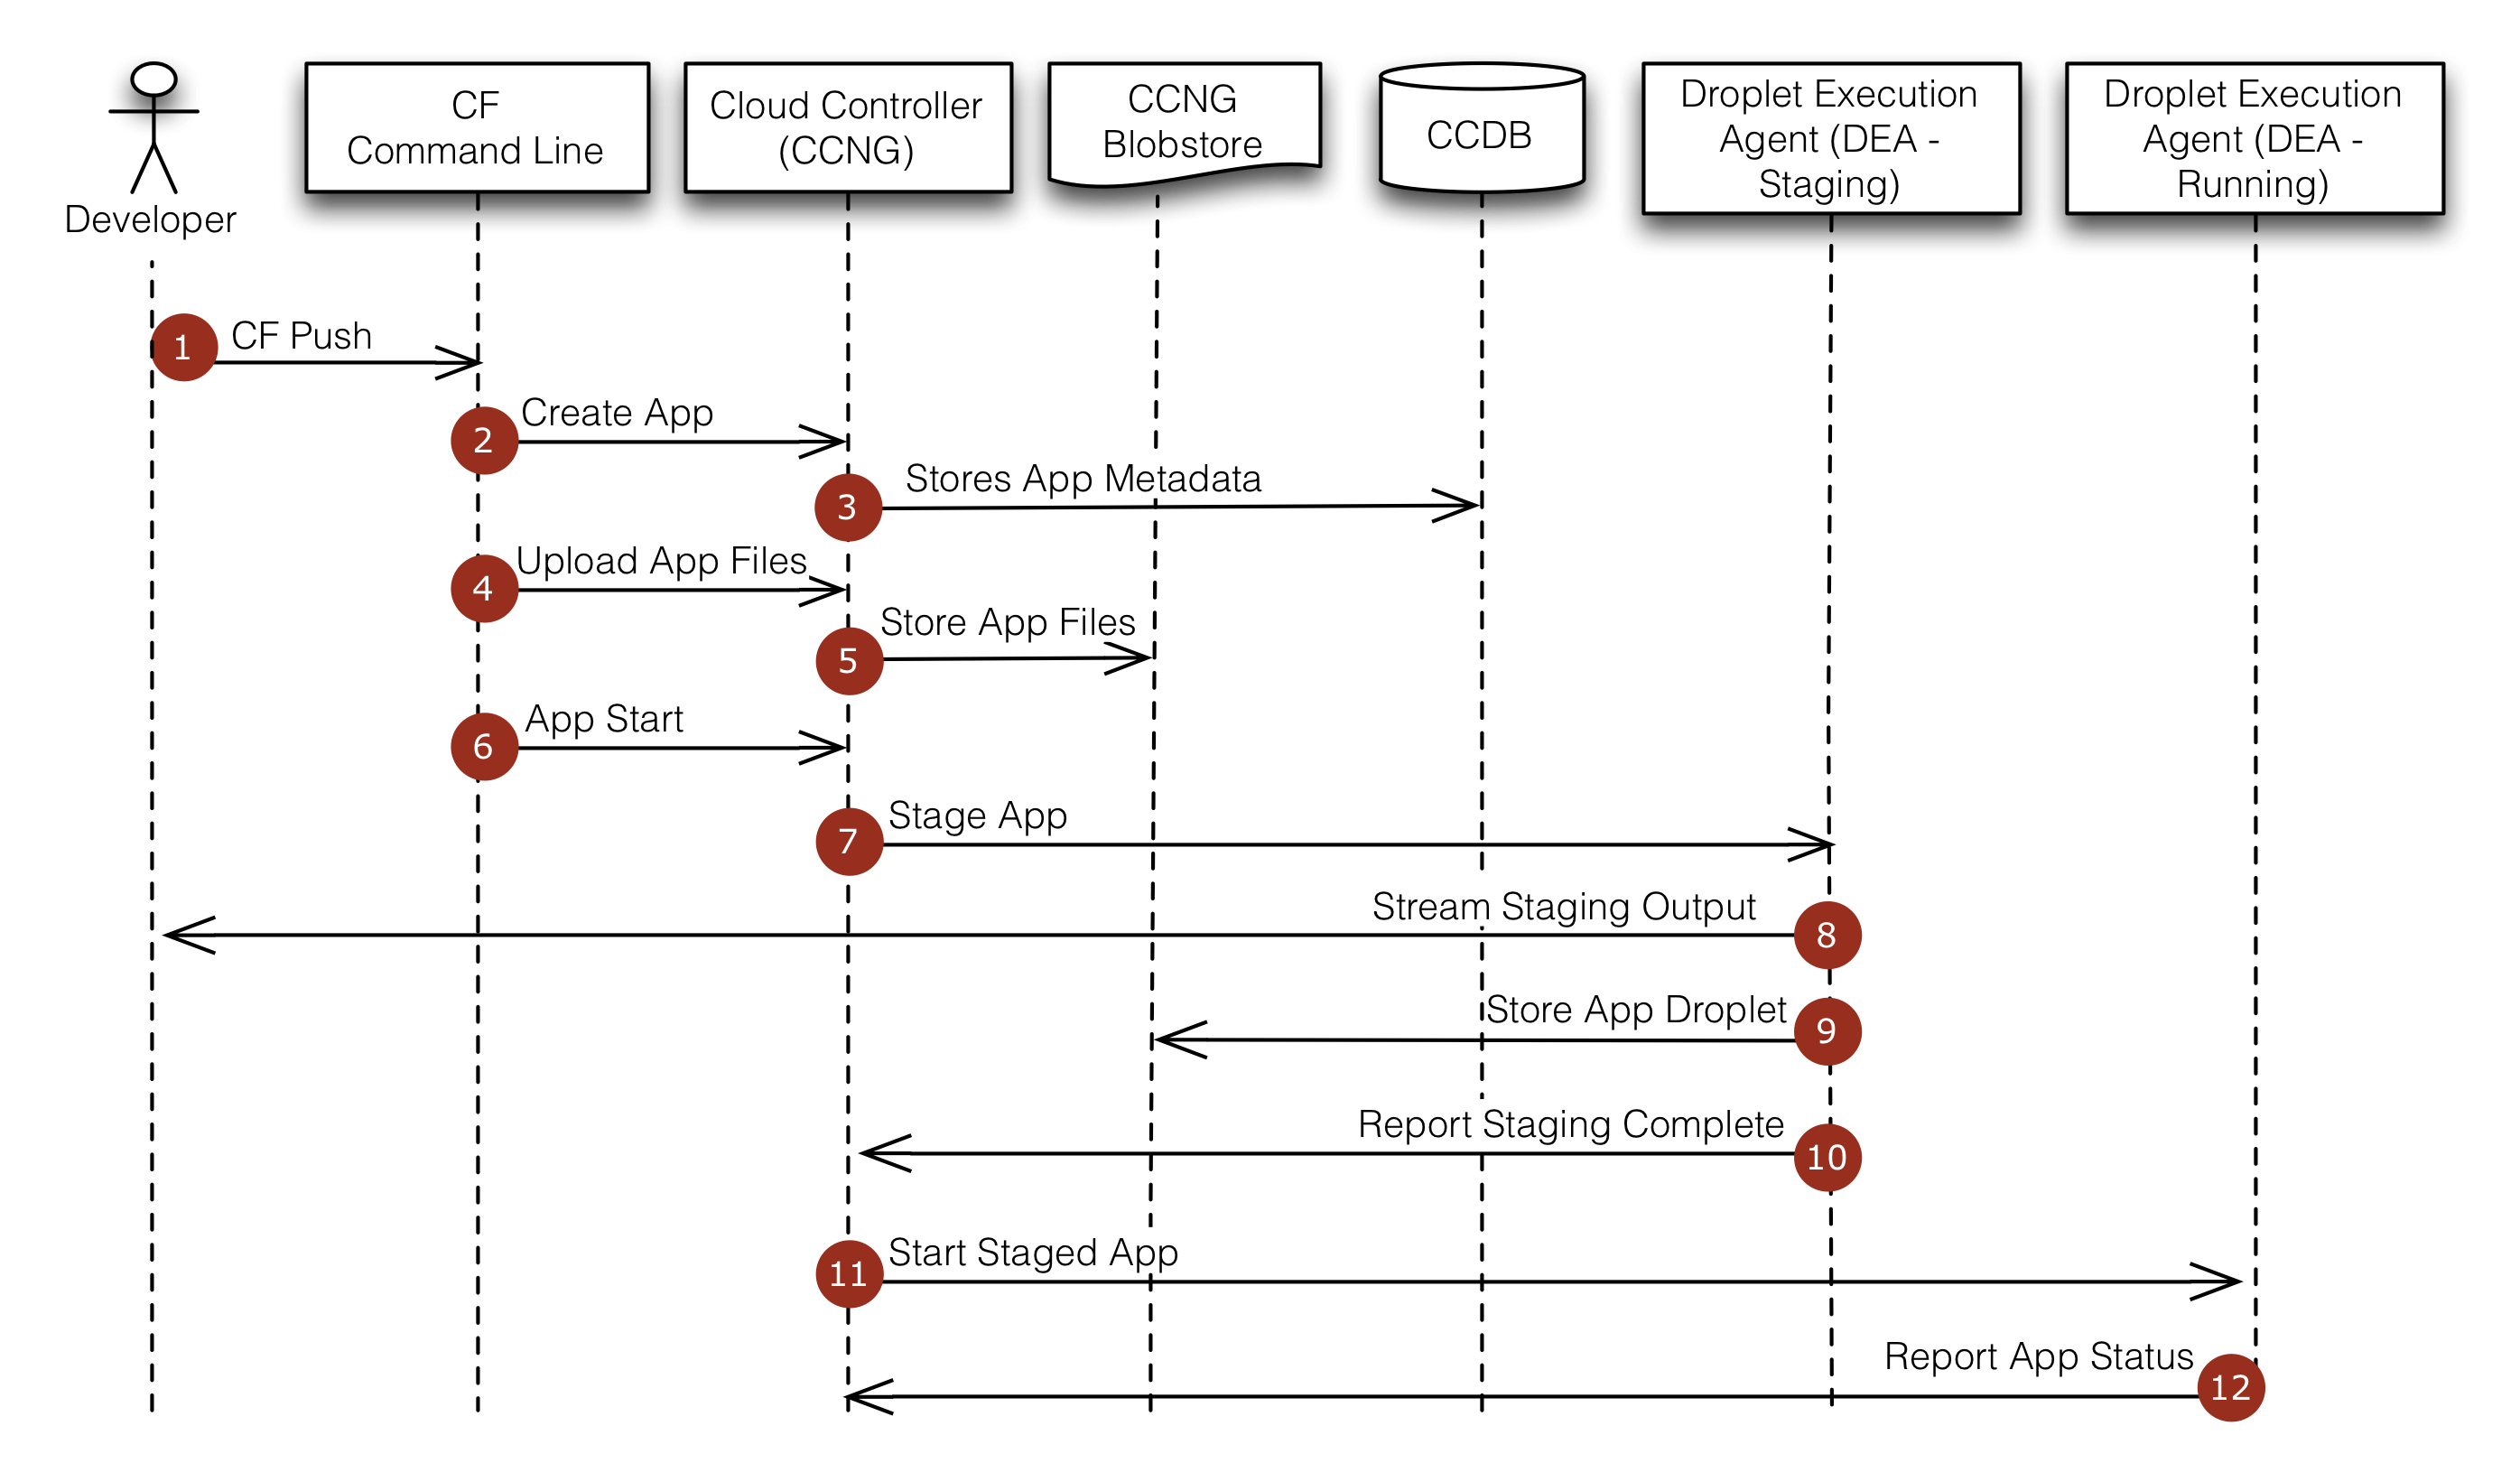 Developer
CF
Command Line
Cloud Controller
(CCNG)
CCNG
Blobstore
CCDB
Droplet Execution
Agent (DEA -
Staging)
Droplet Execution
Agent (DEA -
Running)
1 CF Push
2 Create App
3 Stores App Metadata
4 Upload App Files
5 Store App Files
6 App Start
7 Stage App
Stream Staging Output 8
Store App Droplet 9
Report Staging Complete 10
11 Start Staged App
Report App Status 12